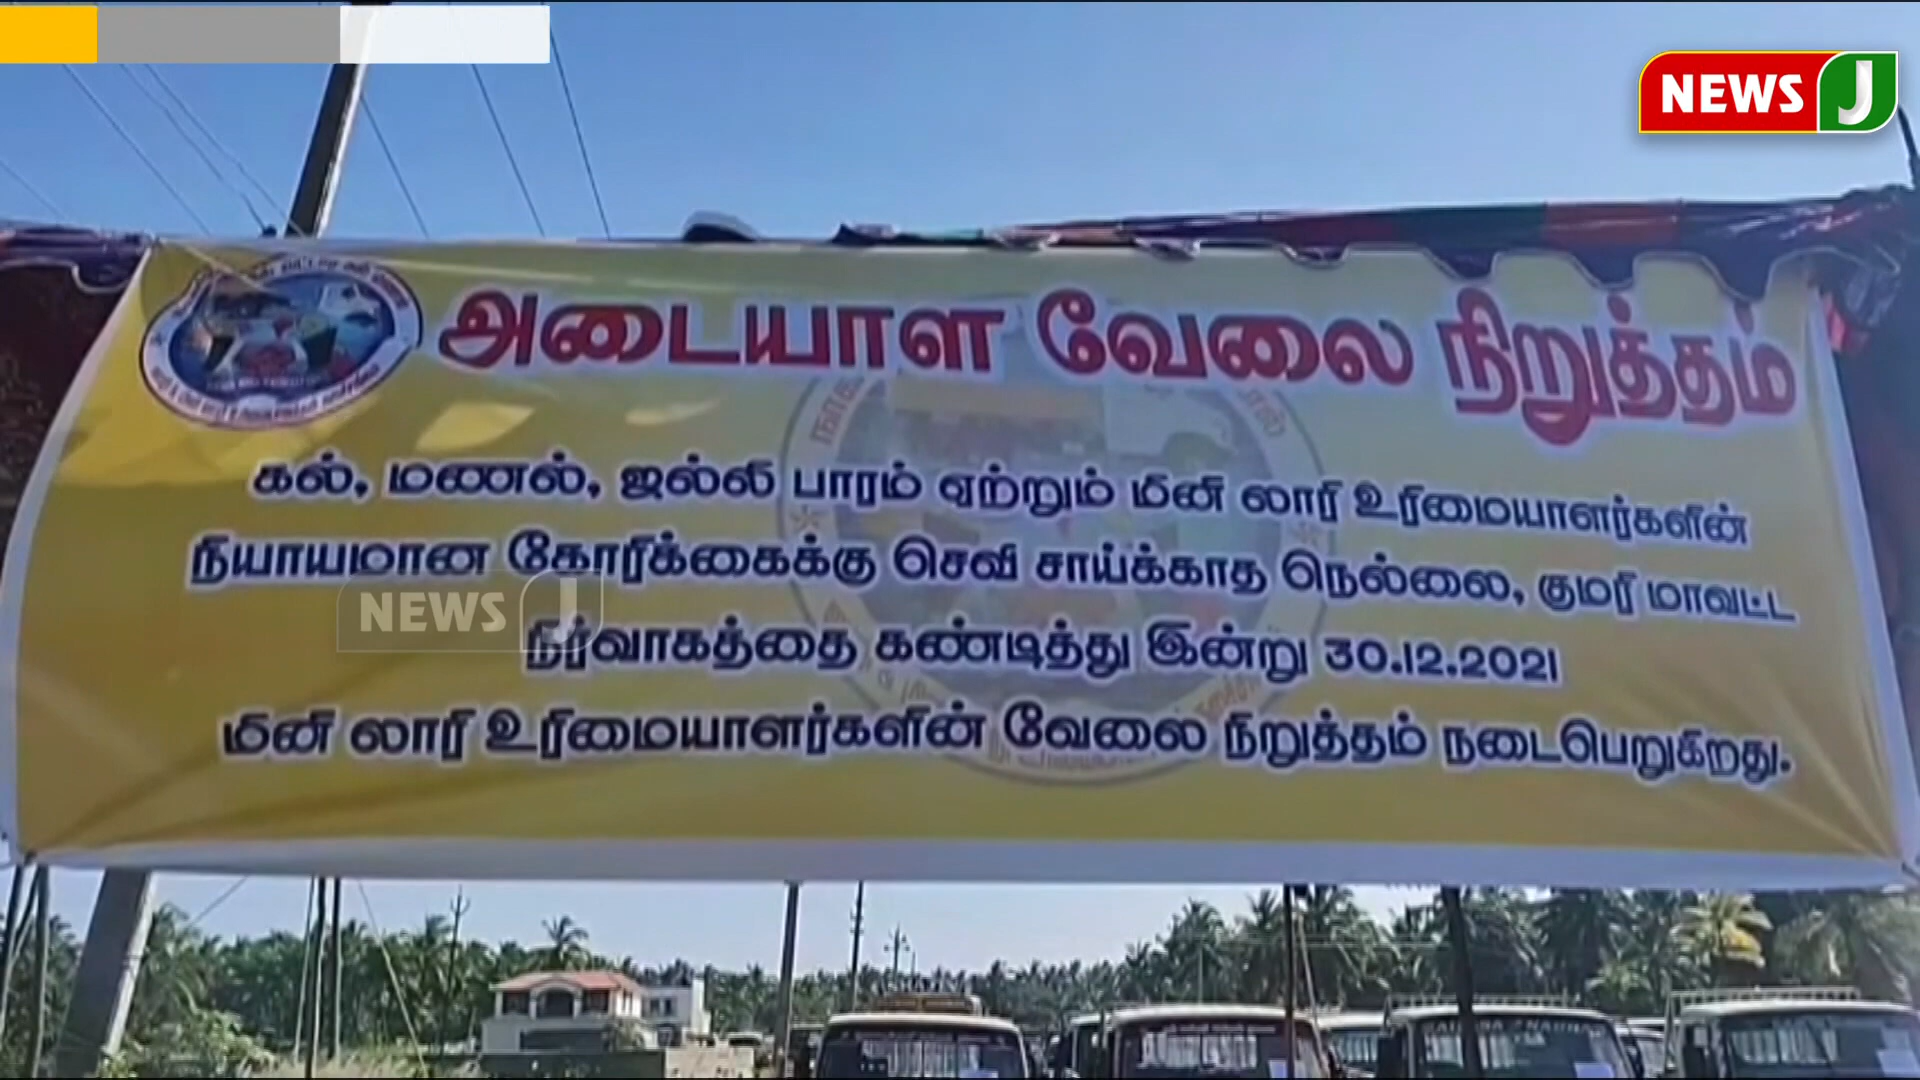 NEWS J
அடையாள வேலை நிறுத்தம்
கல், மணல், ஜல்லி பாரம் ஏற்றும் மினி லாரி உரிமையாளர்களின்
நியாயமான கோரிக்கைக்கு செவி சாய்க்காத நெல்லை, குமரி மாவட்ட
NEWS J
நிர்வாகத்தை கண்டித்து இன்று 30.12.2021
மினி லாரி உரிமையாளர்களின் வேலை நிறுத்தம் நடைபெறுகிறது.